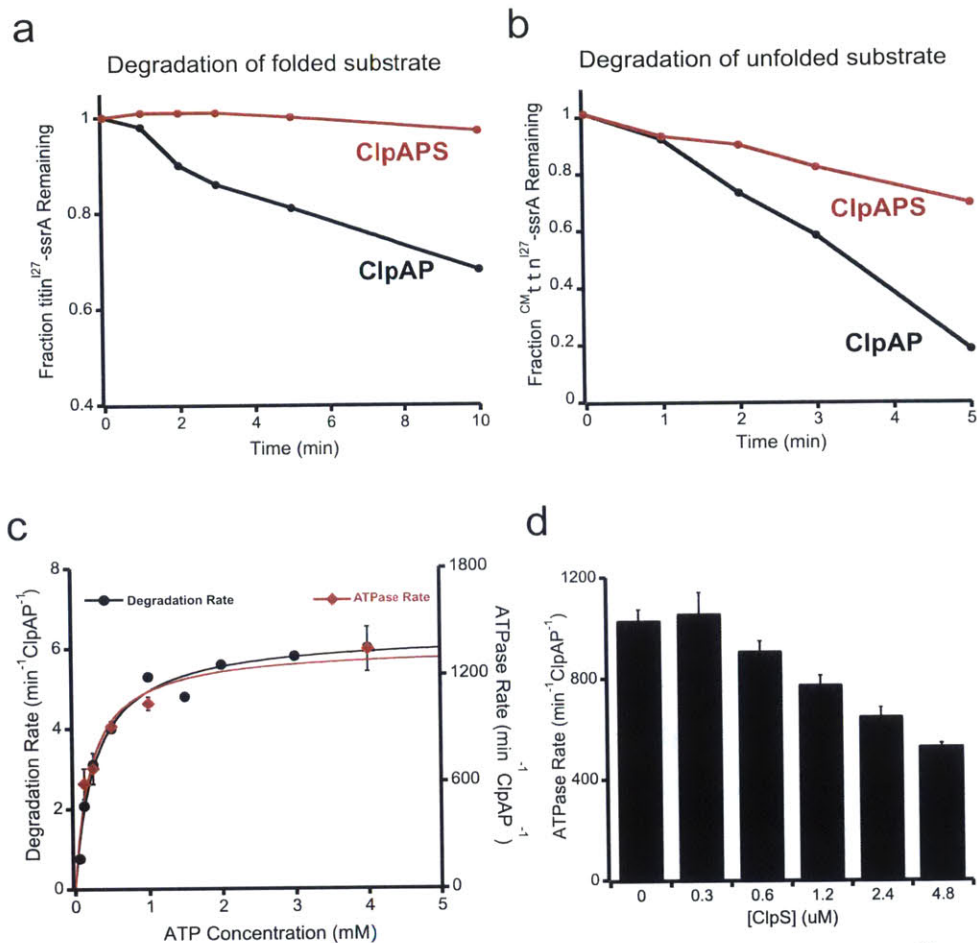 a
Degradation of folded substrate
Fraction titin^I27-ssrA Remaining
1
0.8
0.6
0.4
ClpAPS
ClpAP
0
2
4
6
8
10
Time (min)
b
Degradation of unfolded substrate
Fraction ^CM t t n^I27-ssrA Remaining
1
0.8
0.6
0.4
0.2
0
ClpAPS
ClpAP
0
1
2
3
4
5
Time (min)
c
Degradation Rate (min^-1 ClpAP^-1)
8
6
4
2
0
Degradation Rate
ATPase Rate
1800
1200
600
0
ATPase Rate (min^-1 ClpAP^-1)
0
1
2
3
4
5
ATP Concentration (mM)
d
ATPase Rate (min^-1 ClpAP^-1)
1200
800
400
0
0
0.3
0.6
1.2
2.4
4.8
[ClpS] (uM)